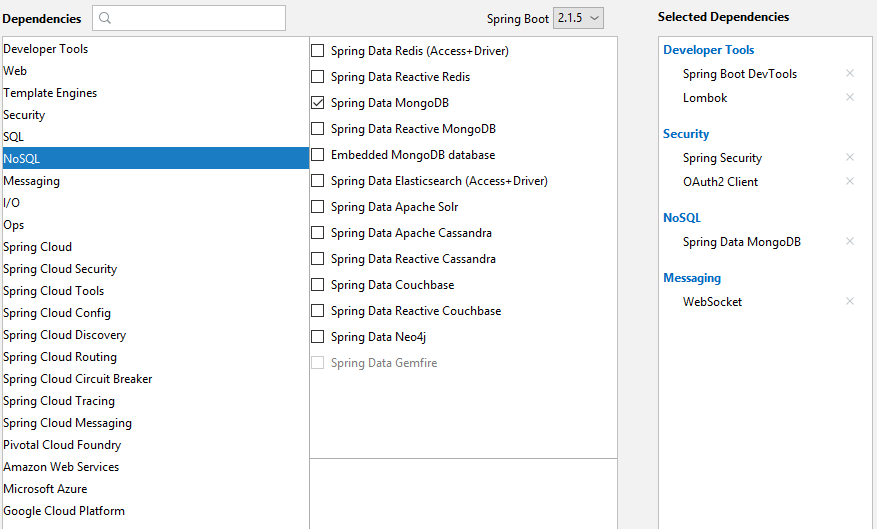 Dependencies
Spring Boot 2.1.5
Selected Dependencies
Developer Tools
Web
Template Engines
Security
SQL
NoSQL
Messaging
I/O
Ops
Spring Cloud
Spring Cloud Security
Spring Cloud Tools
Spring Cloud Config
Spring Cloud Discovery
Spring Cloud Routing
Spring Cloud Circuit Breaker
Spring Cloud Tracing
Spring Cloud Messaging
Pivotal Cloud Foundry
Amazon Web Services
Microsoft Azure
Google Cloud Platform
Spring Data Redis (Access+Driver)
Spring Data Reactive Redis
Spring Data MongoDB
Spring Data Reactive MongoDB
Embedded MongoDB database
Spring Data Elasticsearch (Access+Driver)
Spring Data Apache Solr
Spring Data Apache Cassandra
Spring Data Reactive Cassandra
Spring Data Couchbase
Spring Data Reactive Couchbase
Spring Data Neo4j
Spring Data Gemfire
Developer Tools
Spring Boot DevTools
Lombok
Security
Spring Security
OAuth2 Client
NoSQL
Spring Data MongoDB
Messaging
WebSocket